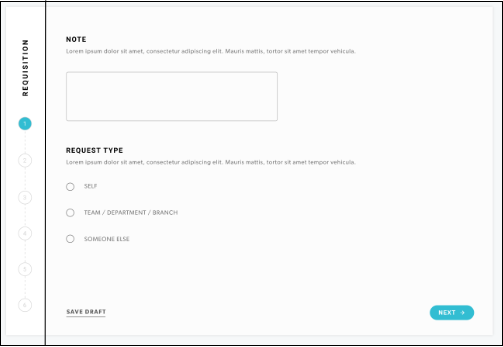 REQUISITION
1
2
3
4
5
6
NOTE
Lorem ipsum dolor sit amet, consectetur adipiscing elit. Mauris mattis, tortor sit amet tempor vehicula.
REQUEST TYPE
Lorem ipsum dolor sit amet, consectetur adipiscing elit. Mauris mattis, tortor sit amet tempor vehicula.
SELF
TEAM / DEPARTMENT / BRANCH
SOMEONE ELSE
SAVE DRAFT
NEXT →